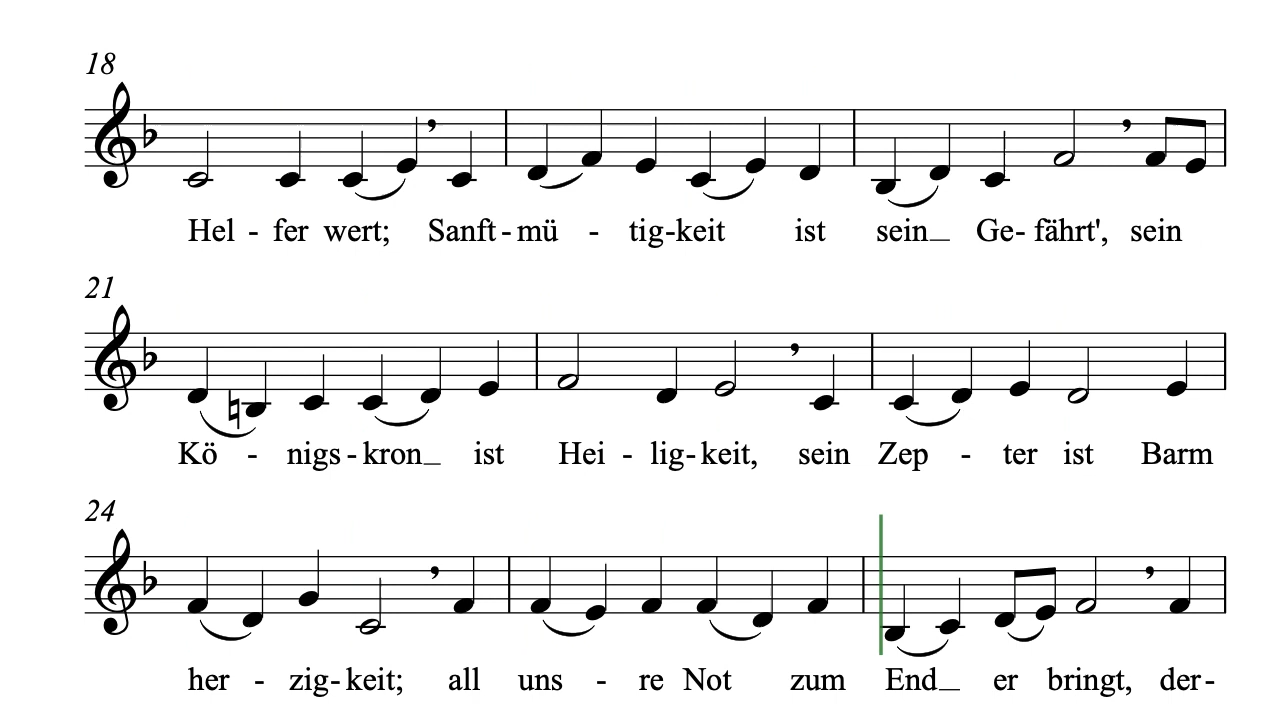 18
Hel - fer wert; Sanft - mü - tig-keit ist sein_ Ge- fährt', sein
21
Kö - nigs - kron_ ist Hei - lig- keit, sein Zep - ter ist Barm
24
her - zig- keit; all uns - re Not zum End_ er bringt, der-